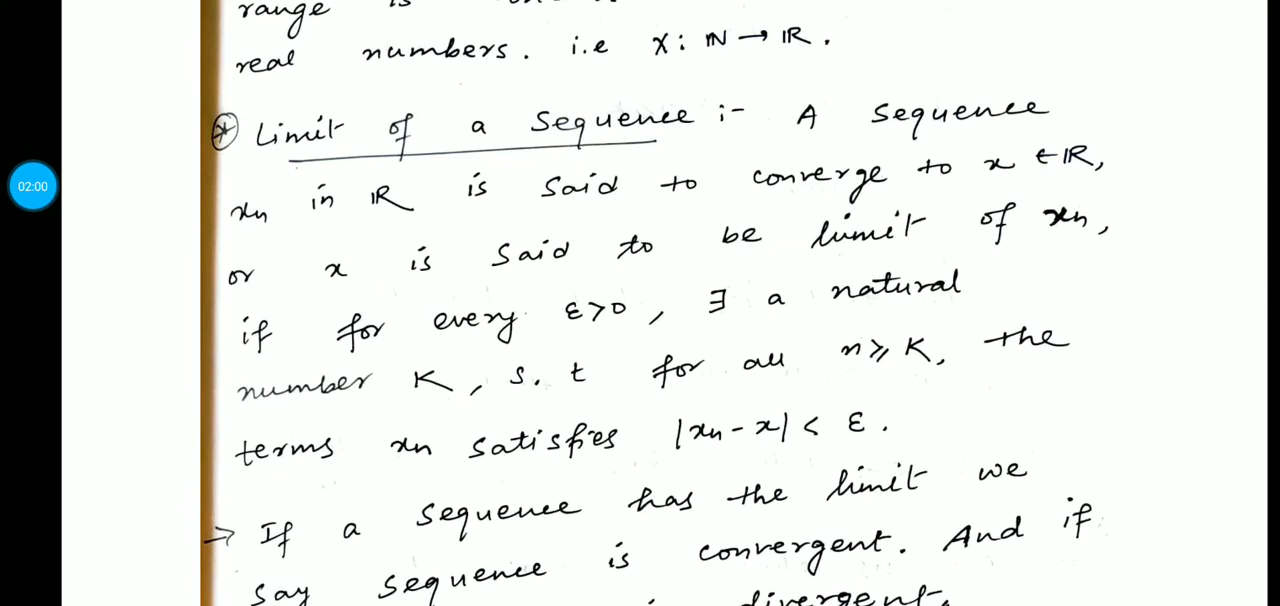 range is
real numbers. i.e X: ℕ → ℝ.
⊛ Limit of a Sequence :- A Sequence
xn in ℝ is said to converge to x ∈ ℝ,
or x is said to be limit of xn,
if for every ε>0, ∃ a natural
number K, s.t for all n ≥ K, the
terms xn satisfies |xn - x| < ε.
→ If a sequence has the limit we
say sequence is convergent. And if
divergent.
02:00